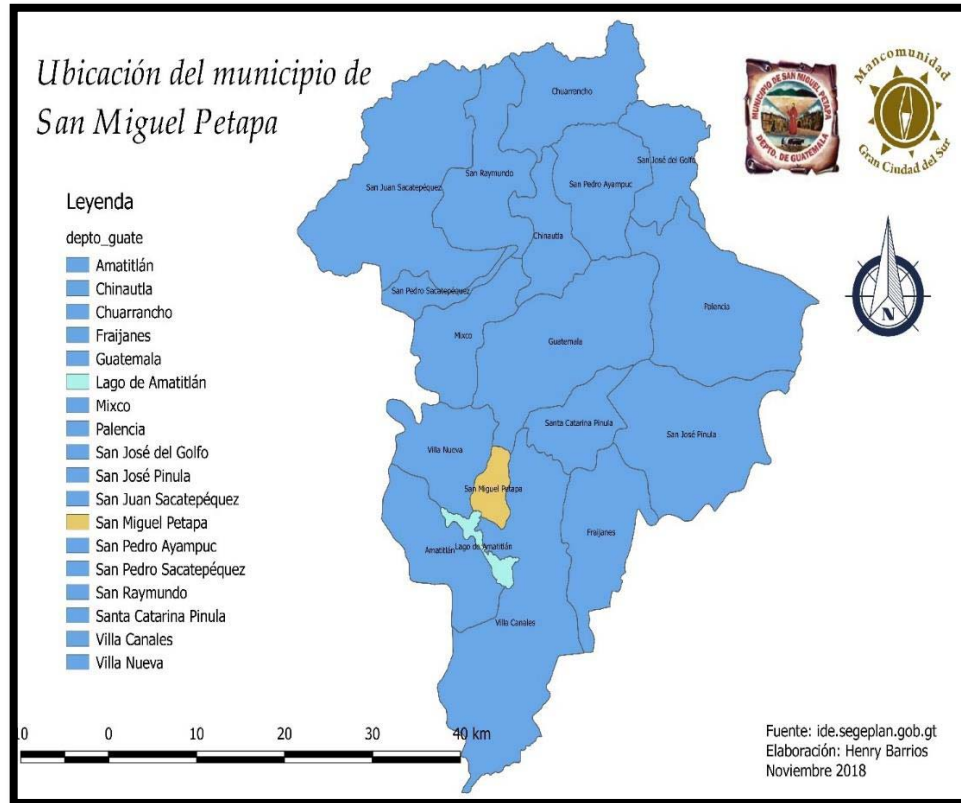 Ubicación del municipio de
San Miguel Petapa
MUNICIPIO DE SAN MIGUEL PETAPA
DEPTO. DE GUATEMALA
Mancomunidad
Gran Ciudad del Sur
Leyenda
depto_guate
Amatitlán
Chinautla
Chuarrancho
Fraijanes
Guatemala
Lago de Amatitlán
Mixco
Palencia
San José del Golfo
San José Pinula
San Juan Sacatepéquez
San Miguel Petapa
San Pedro Ayampuc
San Pedro Sacatepéquez
San Raymundo
Santa Catarina Pinula
Villa Canales
Villa Nueva
Chuarrancho
San José del Golfo
San Raymundo
San Juan Sacatepéquez
San Pedro Ayampuc
Chinautla
San Pedro Sacatepéquez
Palencia
Mixco
Guatemala
Santa Catarina Pinula
San José Pinula
Villa Nueva
San Miguel Petapa
Fraijanes
Amatitlán
Lago de Amatitlán
Villa Canales
N
10 0 10 20 30 40 km
Fuente: ide.segeplan.gob.gt
Elaboración: Henry Barrios
Noviembre 2018